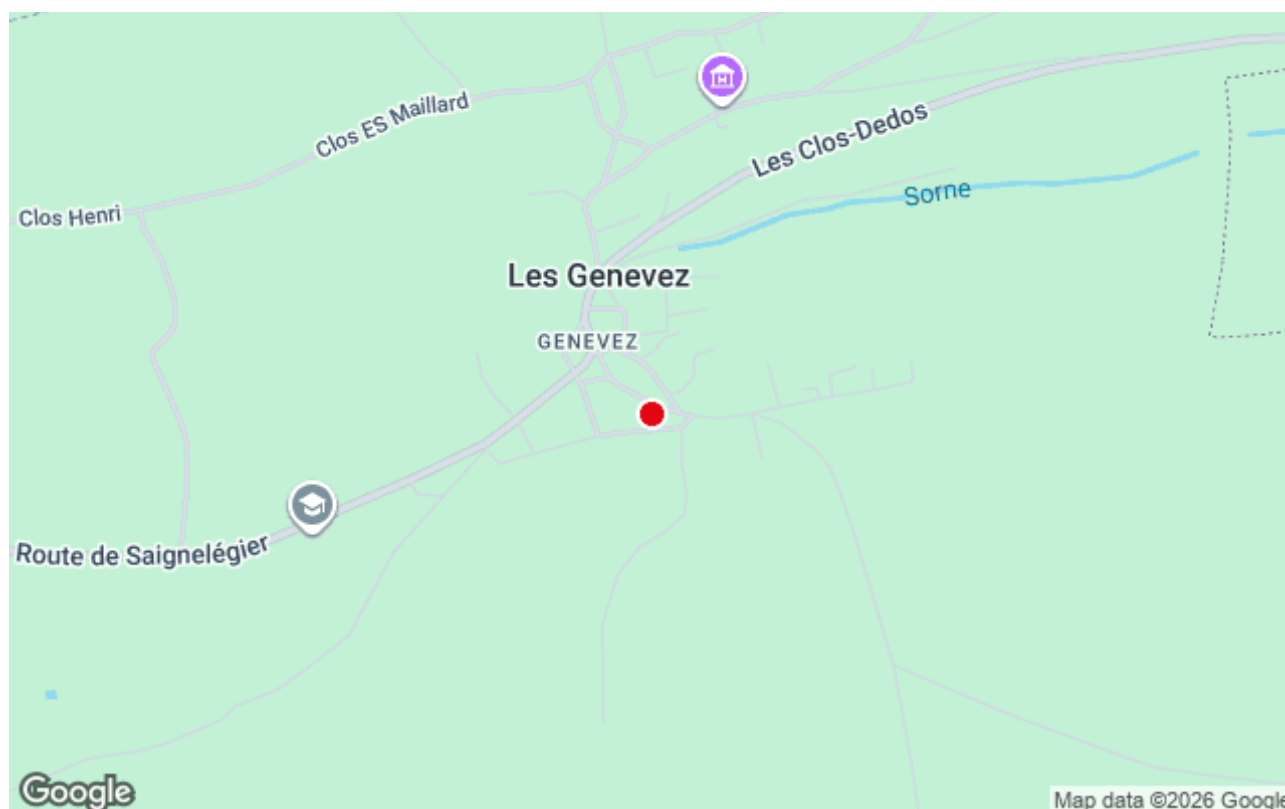 Clos ES Maillard
Les Clos-Dedos
Clos Henri
Sorne
Les Genevez
GENEVEZ
Route de Saignelégier
Google
Map data ©2026 Google